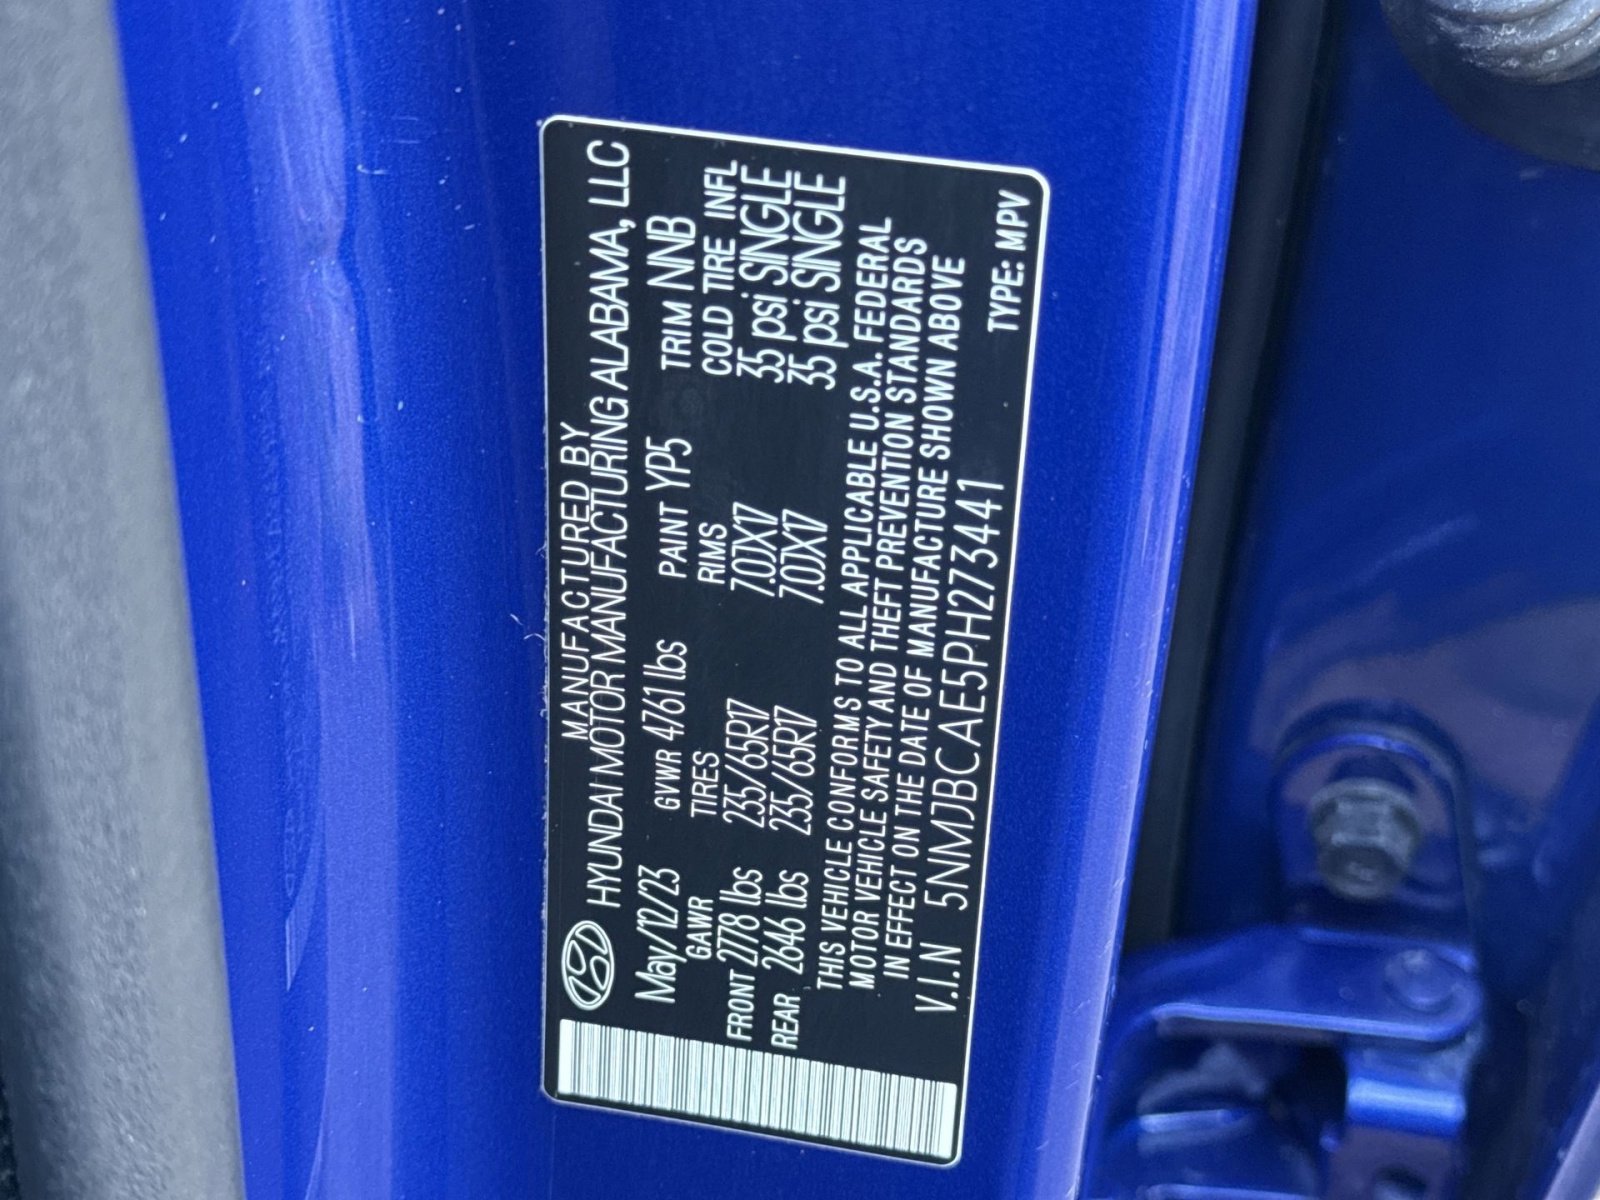 MANUFACTURED BY
HYUNDAI MOTOR MANUFACTURING ALABAMA, LLC
May/12/23 GVWR 4761 lbs PAINT YP5 TRIM NNB
GAWR TIRES RIMS COLD TIRE INFL
FRONT 2778 lbs 235/65R17 7.0JX17 35 psi SINGLE
REAR 2646 lbs 235/65R17 7.0JX17 35 psi SINGLE
THIS VEHICLE CONFORMS TO ALL APPLICABLE U.S.A. FEDERAL
MOTOR VEHICLE SAFETY AND THEFT PREVENTION STANDARDS
IN EFFECT ON THE DATE OF MANUFACTURE SHOWN ABOVE
V.I.N 5NMJBCAE5PH273441
TYPE: MPV